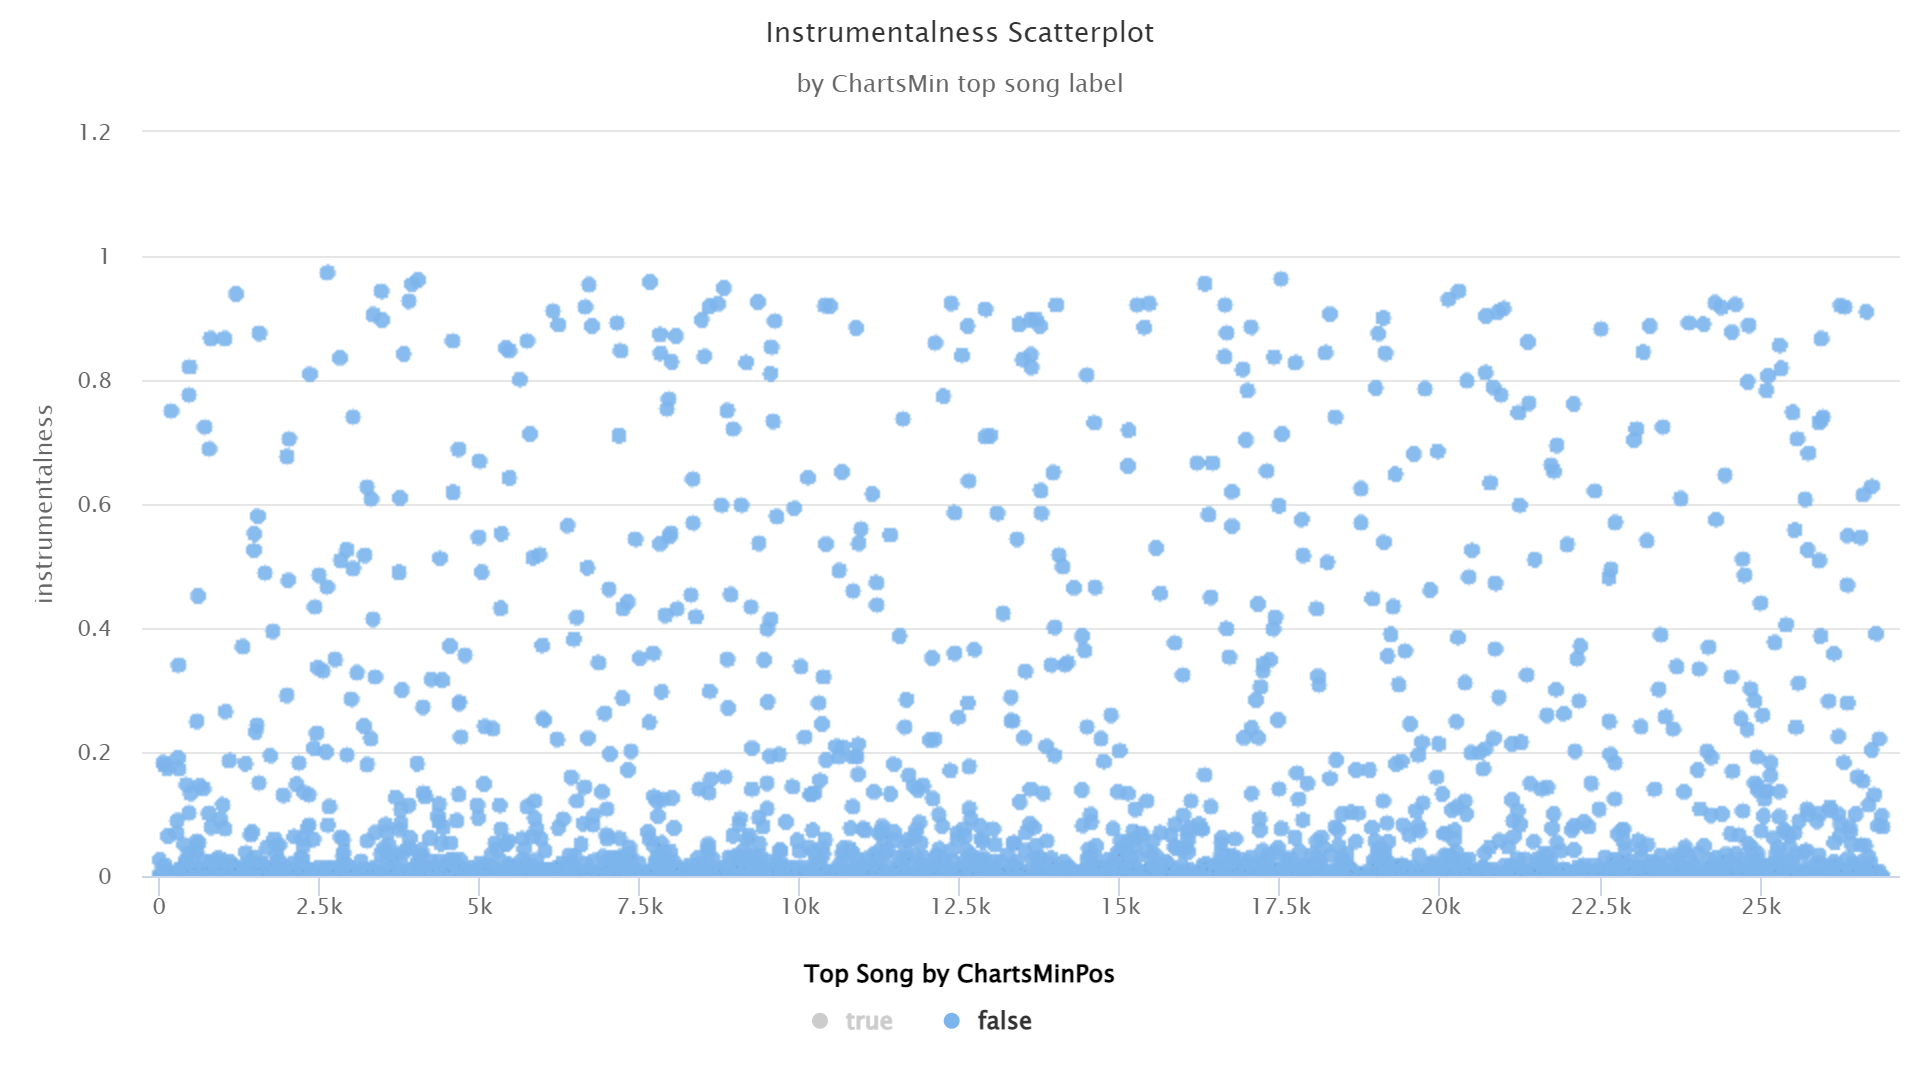 Instrumentalness Scatterplot
by ChartsMin top song label
1.2
1
0.8
0.6
0.4
0.2
0
instrumentalness
0 2.5k 5k 7.5k 10k 12.5k 15k 17.5k 20k 22.5k 25k
Top Song by ChartsMinPos
true false